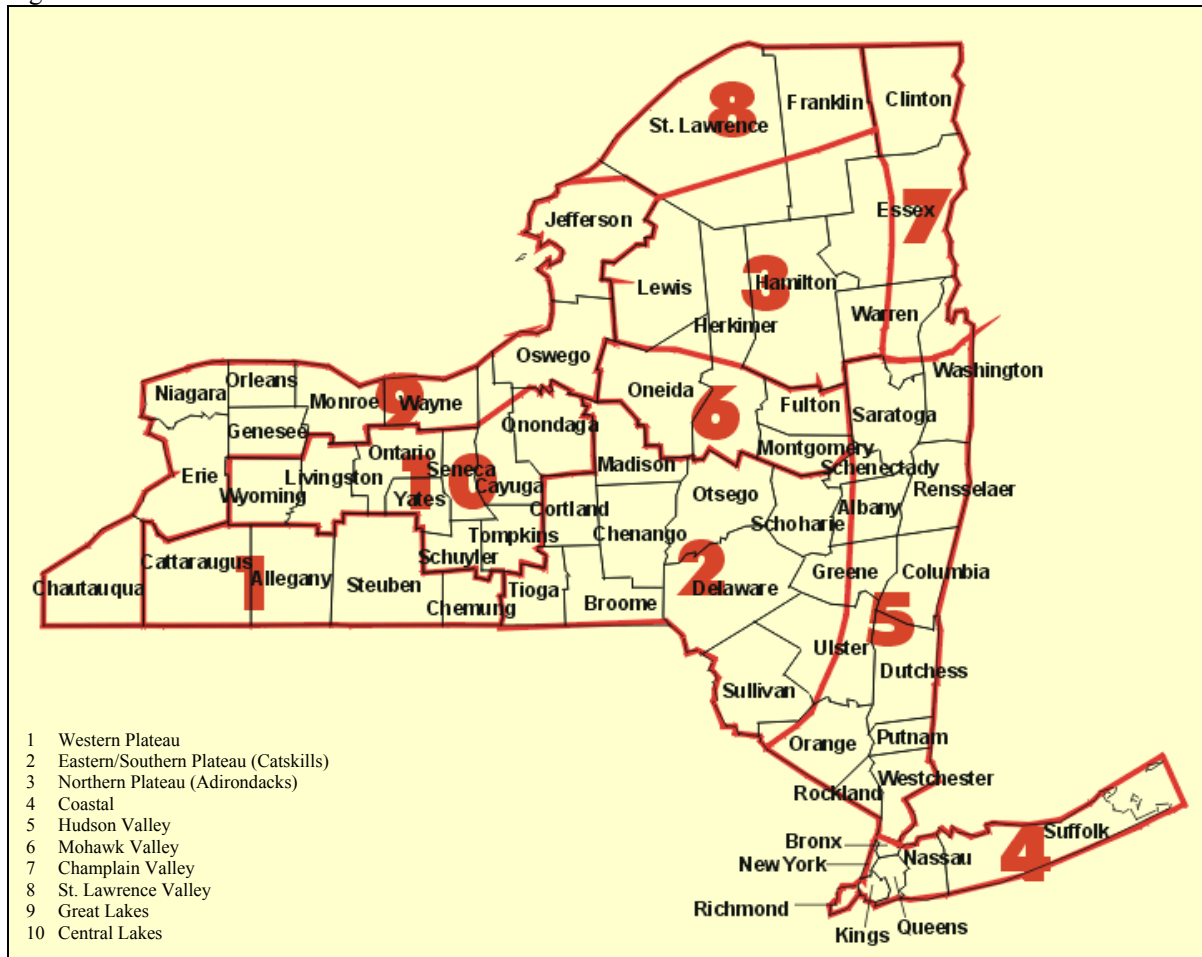 8
Franklin
Clinton
St. Lawrence
Jefferson
Essex
7
Lewis
3
Hamilton
Herkimer
Warren
Oswego
Washington
Niagara
Orleans
Monroe
9
Wayne
Oneida
6
Fulton
Saratoga
Genesee
Onondaga
Montgomery
Ontario
Schenectady
Erie
Livingston
Seneca
Madison
Wyoming
10
Cayuga
Rensselaer
Yates
Otsego
Albany
Cortland
Schoharie
Tompkins
Chenango
Schuyler
2
Cattaraugus
Greene
Columbia
Chautauqua
1
Allegany
Steuben
Tioga
Delaware
Chemung
Broome
5
Ulster
Dutchess
Sullivan
Orange
Putnam
Westchester
Rockland
Suffolk
Bronx
4
New York
Nassau
Richmond
Queens
Kings
1 Western Plateau
2 Eastern/Southern Plateau (Catskills)
3 Northern Plateau (Adirondacks)
4 Coastal
5 Hudson Valley
6 Mohawk Valley
7 Champlain Valley
8 St. Lawrence Valley
9 Great Lakes
10 Central Lakes